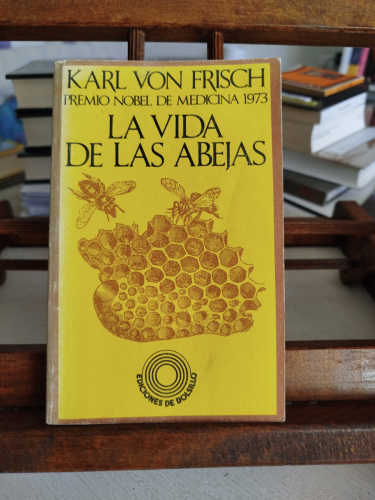 KARL VON FRISCH
PREMIO NOBEL DE MEDICINA 1973
LA VIDA
DE LAS ABEJAS
EDICIONES DE BOLSILLO